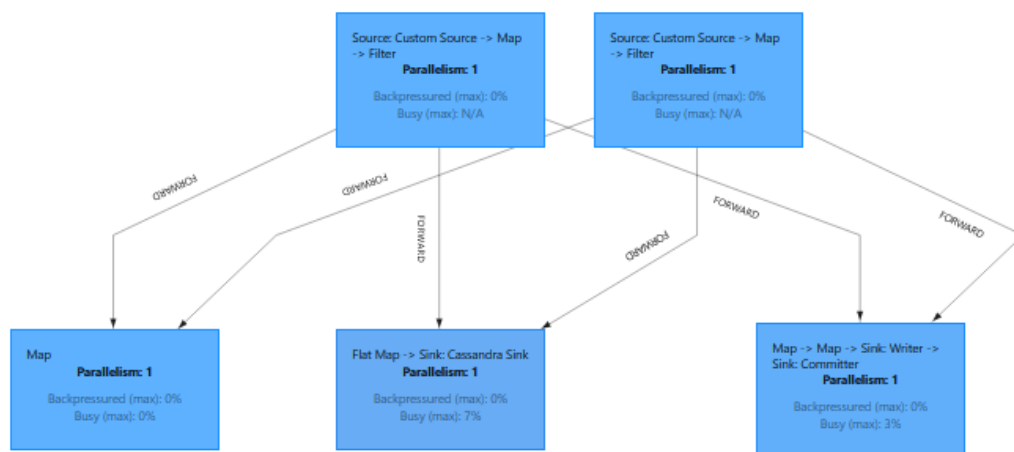 Source: Custom Source -> Map
-> Filter
Parallelism: 1
Backpressured (max): 0%
Busy (max): N/A
Source: Custom Source -> Map
-> Filter
Parallelism: 1
Backpressured (max): 0%
Busy (max): N/A
FORWARD
FORWARD
FORWARD
FORWARD
FORWARD
FORWARD
Map
Parallelism: 1
Backpressured (max): 0%
Busy (max): 0%
Flat Map -> Sink: Cassandra Sink
Parallelism: 1
Backpressured (max): 0%
Busy (max): 7%
Map -> Map -> Sink: Writer ->
Sink: Committer
Parallelism: 1
Backpressured (max): 0%
Busy (max): 3%